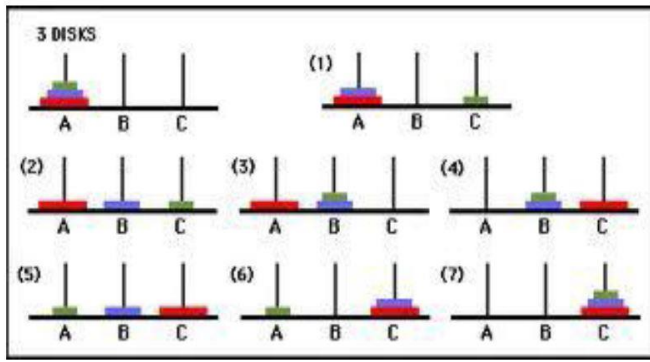 3 DISKS
(1)
A B C
A B C
(2)
(3)
(4)
A B C
A B C
A B C
(5)
(6)
(7)
A B C
A B C
A B C